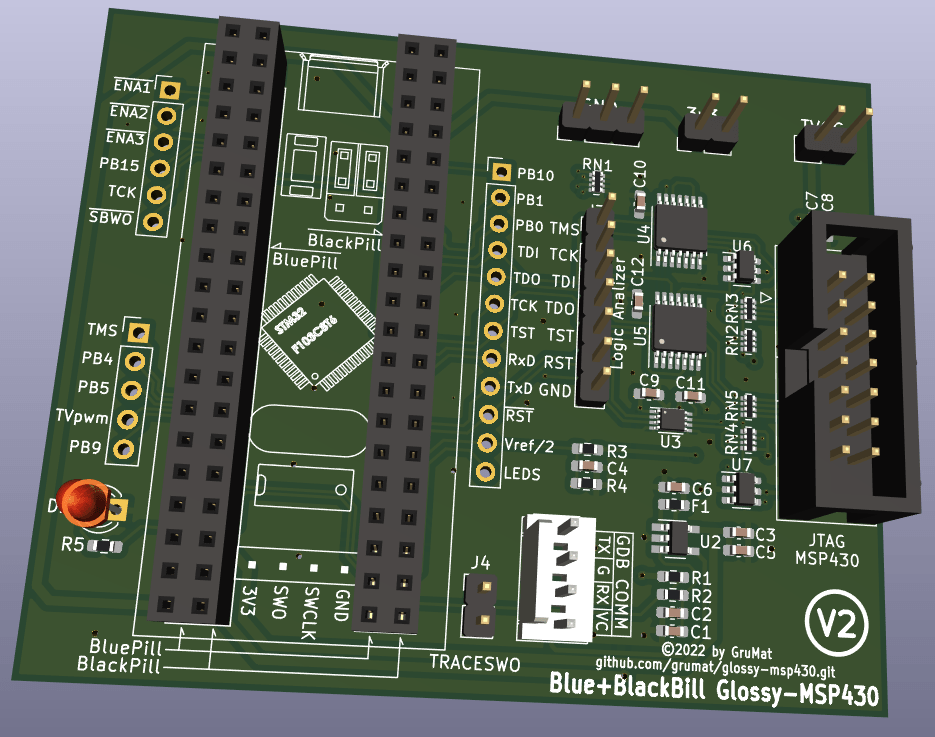 ENA1
ENA2
ENA3
PB15
TCK
SBWO
TMS
PB4
PB5
TVpwm
PB9
R5
BlackPill
BluePill
STM32
F103C8T6
3V3
SWO
SWCLK
GND
BluePill
BlackPill
PB10
PB1
PB0
TDI
TDO
TCK
TST
RxD
TxD
RST
Vref/2
LEDS
TMS
TCK
TDI
TDO
TST
RST
GND
Logic Analizer
RN1
C10
U4
C12
U5
C9
C11
U3
C7
C8
U6
RN3
RN2
RN5
RN4
U7
R3
C4
R4
C6
F1
U2
C3
C5
R1
R2
C2
C1
J4
TRACESWO
GDB COMM
TX G RX VC
JTAG
MSP430
V2
©2022 by GruMat
github.com/grumat/glossy-msp430.git
Blue+BlackBill Glossy-MSP430